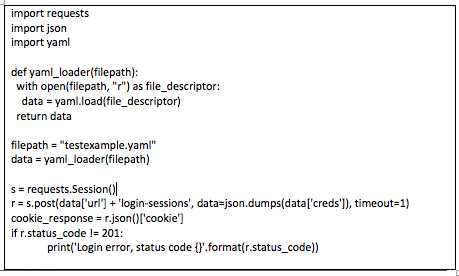 import requests
import json
import yaml
def yaml_loader(filepath):
with open(filepath, "r") as file_descriptor:
data = yaml.load(file_descriptor)
return data
filepath = "testexample.yaml"
data = yaml_loader(filepath)
s = requests.Session()
r = s.post(data['url'] + 'login-sessions', data=json.dumps(data['creds']), timeout=1)
cookie_response = r.json()['cookie']
if r.status_code != 201:
print('Login error, status code {}'.format(r.status_code))